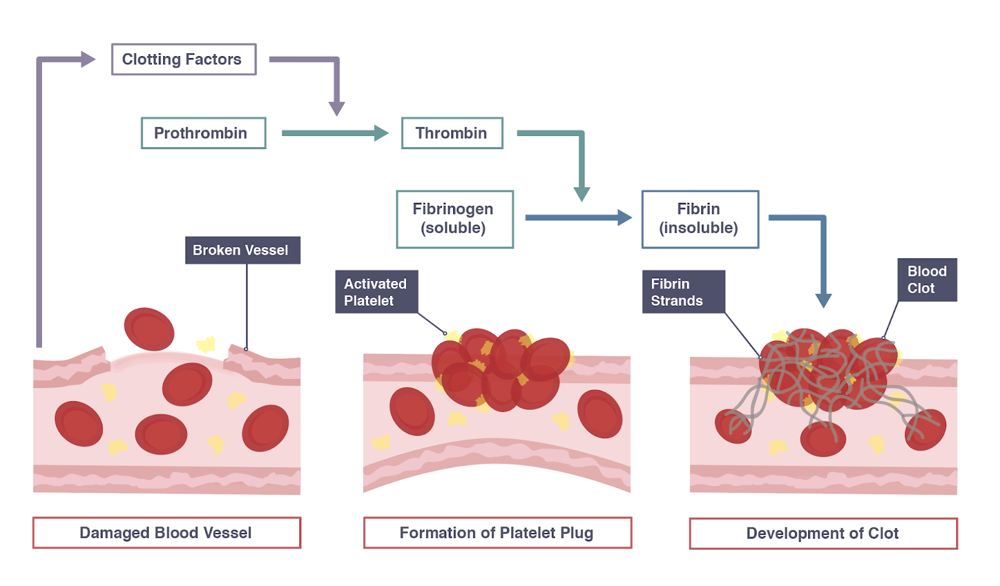 Clotting Factors
Prothrombin
Thrombin
Fibrinogen
(soluble)
Fibrin
(insoluble)
Broken Vessel
Activated
Platelet
Fibrin
Strands
Blood
Clot
Damaged Blood Vessel
Formation of Platelet Plug
Development of Clot